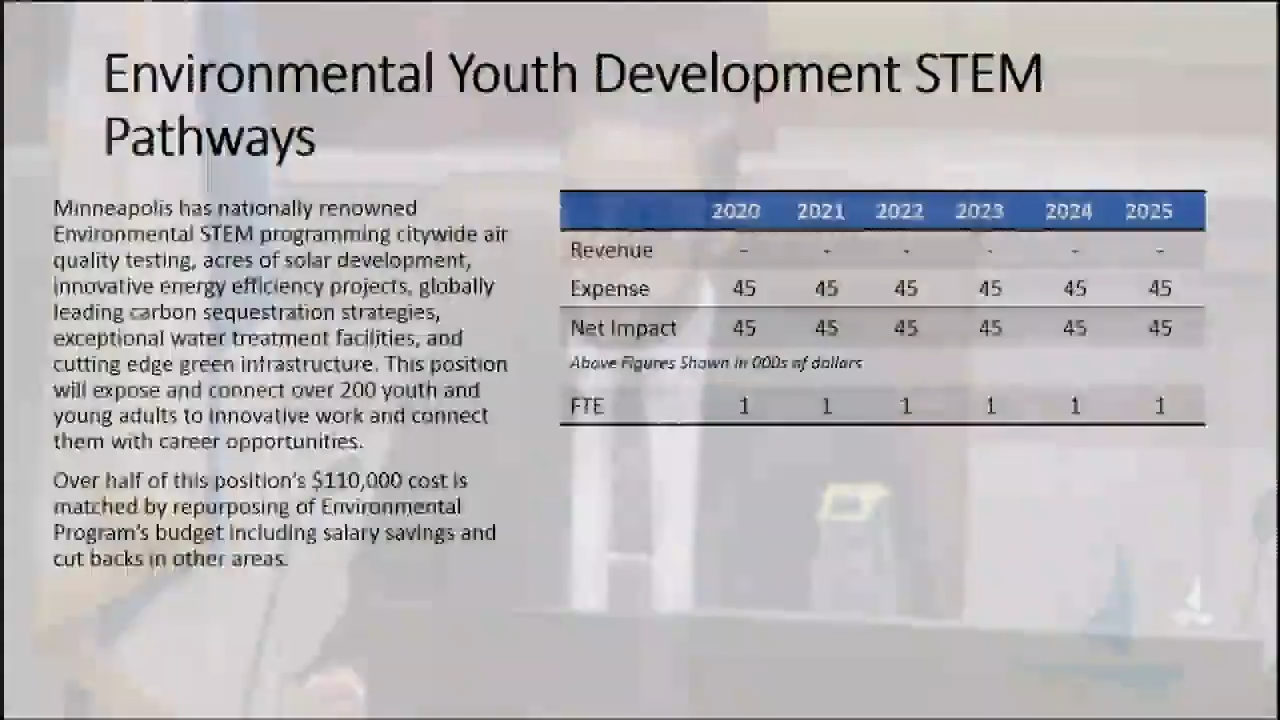 Environmental Youth Development STEM
Pathways
Minneapolis has nationally renowned
Environmental STEM programming citywide air
quality testing, acres of solar development,
innovative energy efficiency projects, globally
leading carbon sequestration strategies,
exceptional water treatment facilities, and
cutting edge green infrastructure. This position
will expose and connect over 200 youth and
young adults to innovative work and connect
them with career opportunities.
Over half of this position's $110,000 cost is
matched by repurposing of Environmental
Program's budget including salary savings and
cut backs in other areas.
2020 2021 2022 2023 2024 2025
Revenue - - - - - -
Expense 45 45 45 45 45 45
Net Impact 45 45 45 45 45 45
Above Figures Shown in 000s of dollars
FTE 1 1 1 1 1 1